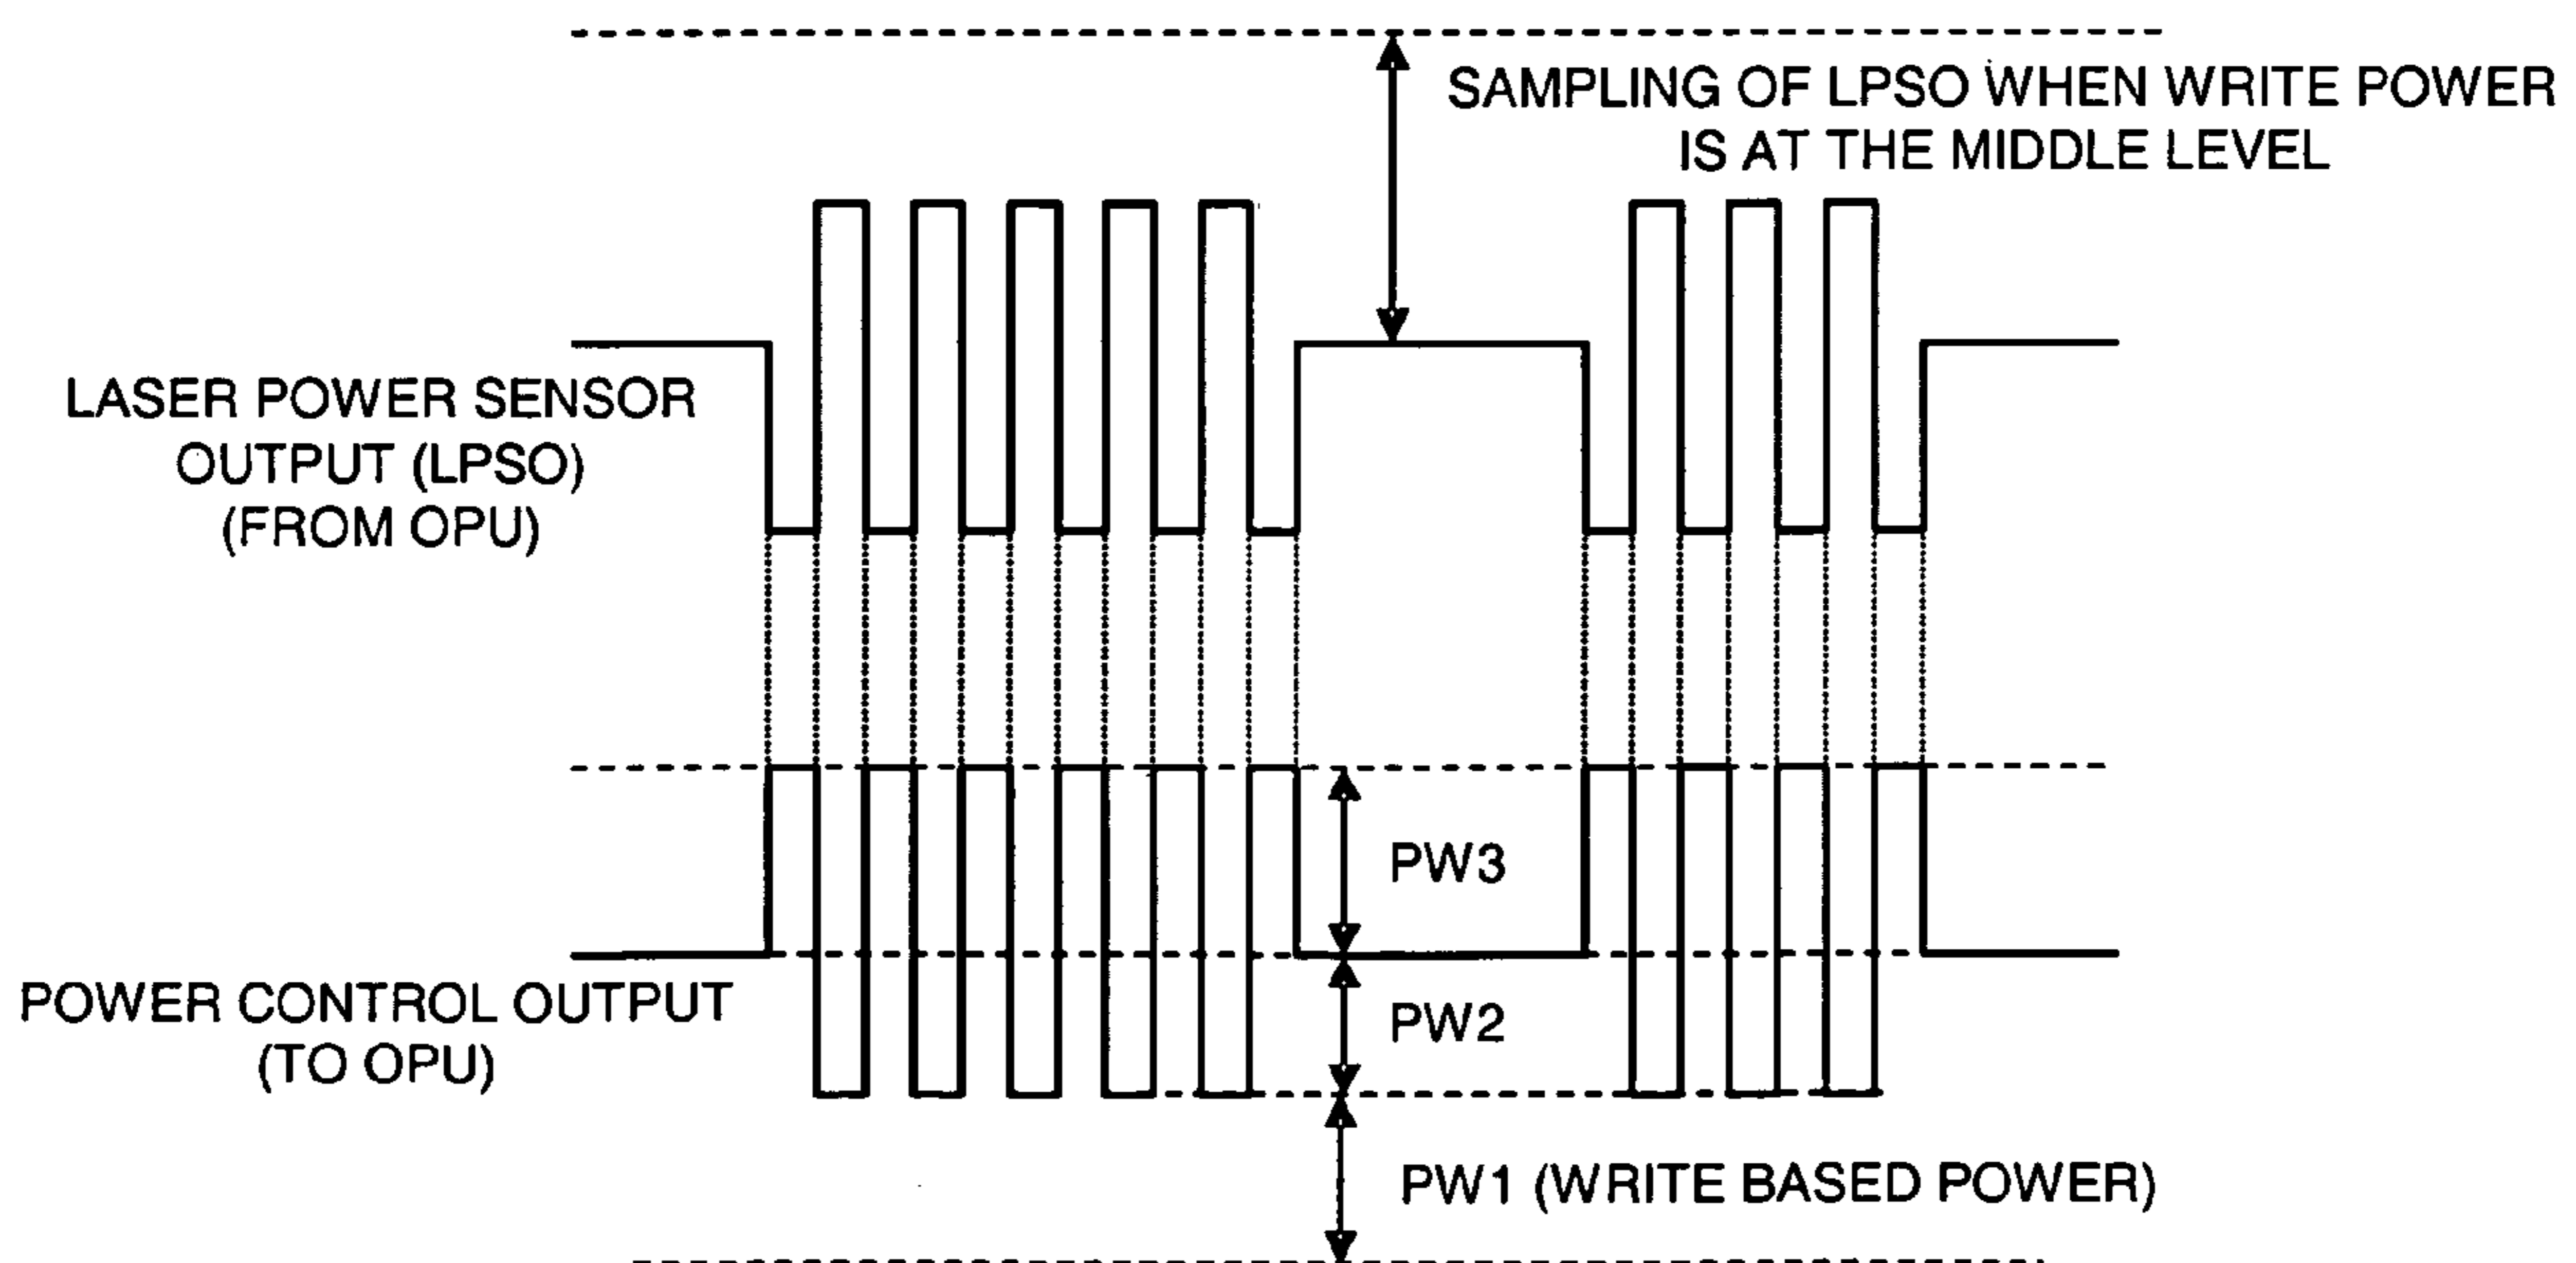 SAMPLING OF LPSO WHEN WRITE POWER
IS AT THE MIDDLE LEVEL
LASER POWER SENSOR
OUTPUT (LPSO)
(FROM OPU)
PW3
POWER CONTROL OUTPUT
(TO OPU)
PW2
PW1 (WRITE BASED POWER)